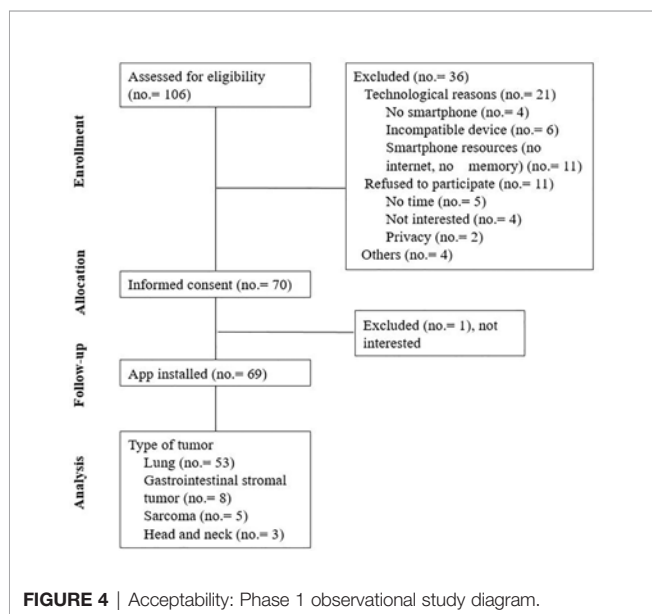 Enrollment
Assessed for eligibility
(no.= 106)
Excluded (no.= 36)
Technological reasons (no.= 21)
No smartphone (no.= 4)
Incompatible device (no.= 6)
Smartphone resources (no
internet, no memory) (no.= 11)
Refused to participate (no.= 11)
No time (no.= 5)
Not interested (no.= 4)
Privacy (no.= 2)
Others (no.= 4)
Allocation
Informed consent (no.= 70)
Excluded (no.= 1), not
interested
Follow-up
App installed (no.= 69)
Analysis
Type of tumor
Lung (no.= 53)
Gastrointestinal stromal
tumor (no.= 8)
Sarcoma (no.= 5)
Head and neck (no.= 3)
FIGURE 4 | Acceptability: Phase 1 observational study diagram.